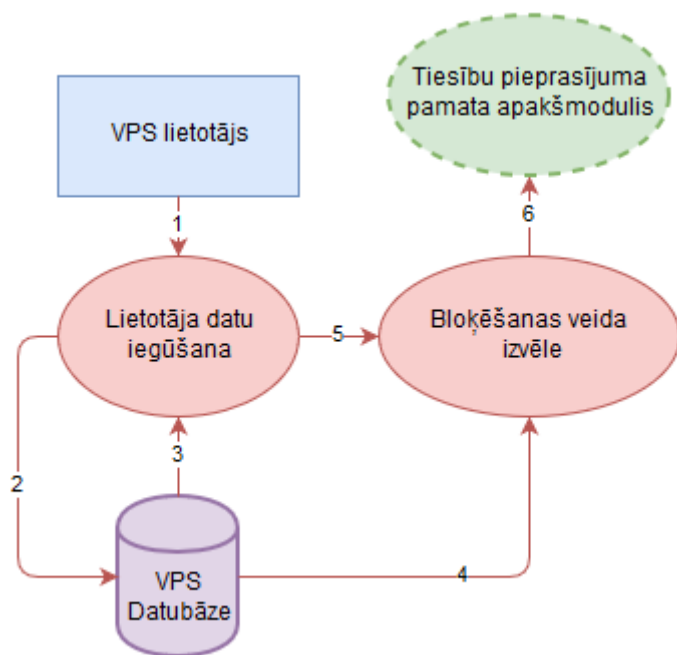 Tiesību pieprasījuma
pamata apakšmodulis
VPS lietotājs
1
6
Lietotāja datu
iegūšana
5
Bloķēšanas veida
izvēle
3
2
4
VPS
Datubāze